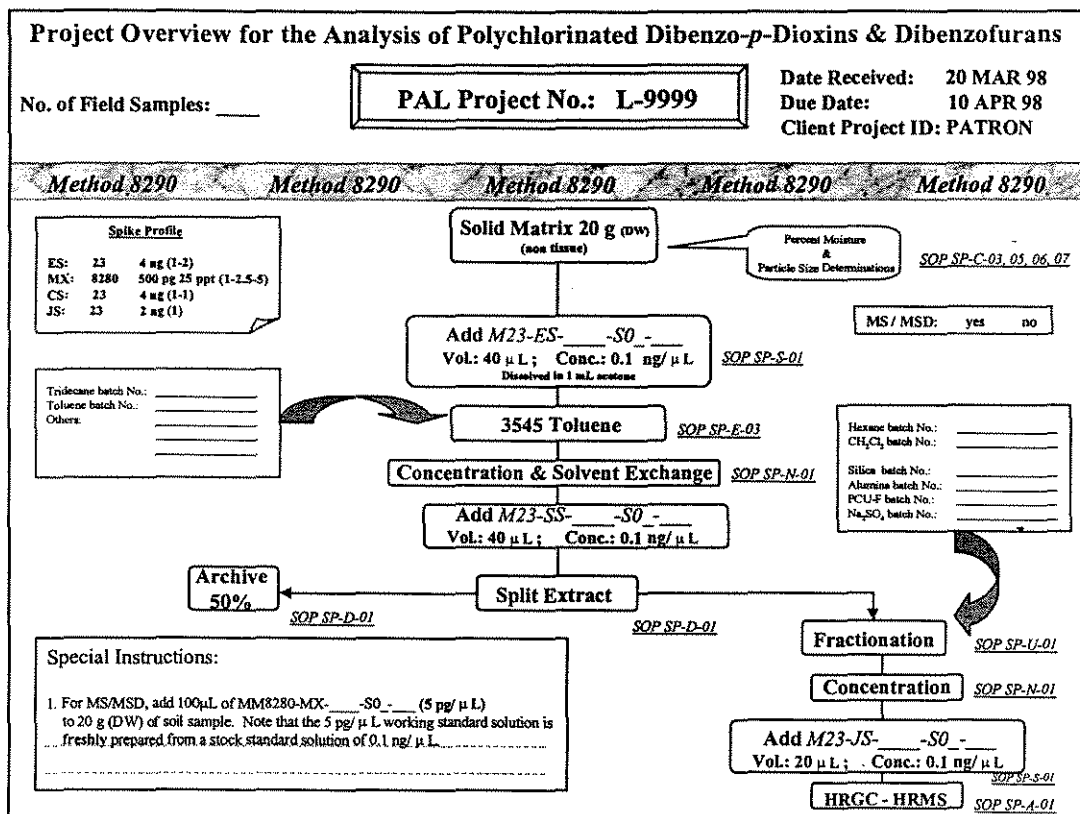 Project Overview for the Analysis of Polychlorinated Dibenzo-p-Dioxins & Dibenzofurans
No. of Field Samples: ____
PAL Project No.: L-9999
Date Received: 20 MAR 98
Due Date: 10 APR 98
Client Project ID: PATRON
Method 8290 Method 8290 Method 8290 Method 8290 Method 8290
Spike Profile
ES: 23 4 ng (1-2)
MX: 8280 500 pg 25 ppt (1-2.5-5)
CS: 23 4 ng (1-1)
JS: 23 2 ng (1)
Solid Matrix 20 g (DW)
(non tissue)
Percent Moisture
&
Particle Size Determinations
SOP SP-C-03, 05, 06, 07
MS / MSD: yes no
Add M23-ES-____-S0_-___
Vol.: 40 µL; Conc.: 0.1 ng/µL
Dissolved in 1 mL acetone
SOP SP-S-01
Tridecane batch No.:
Toluene batch No.:
Others:
3545 Toluene
SOP SP-E-03
Concentration & Solvent Exchange
SOP SP-N-01
Add M23-SS-____-S0_-___
Vol.: 40 µL; Conc.: 0.1 ng/µL
Hexane batch No.:
CH₂Cl₂ batch No.:
Silica batch No.:
Alumina batch No.:
PCU-F batch No.:
Na₂SO₄ batch No.:
Archive
50%
SOP SP-D-01
Split Extract
SOP SP-D-01
Fractionation
SOP SP-U-01
Concentration
SOP SP-N-01
Add M23-JS-____-S0_-___
Vol.: 20 µL; Conc.: 0.1 ng/µL
SOP SP-S-01
HRGC - HRMS
SOP SP-A-01
Special Instructions:
1. For MS/MSD, add 100µL of MM8280-MX-____-S0_-___ (5 pg/µL)
to 20 g (DW) of soil sample. Note that the 5 pg/µL working standard solution is
freshly prepared from a stock standard solution of 0.1 ng/µL.